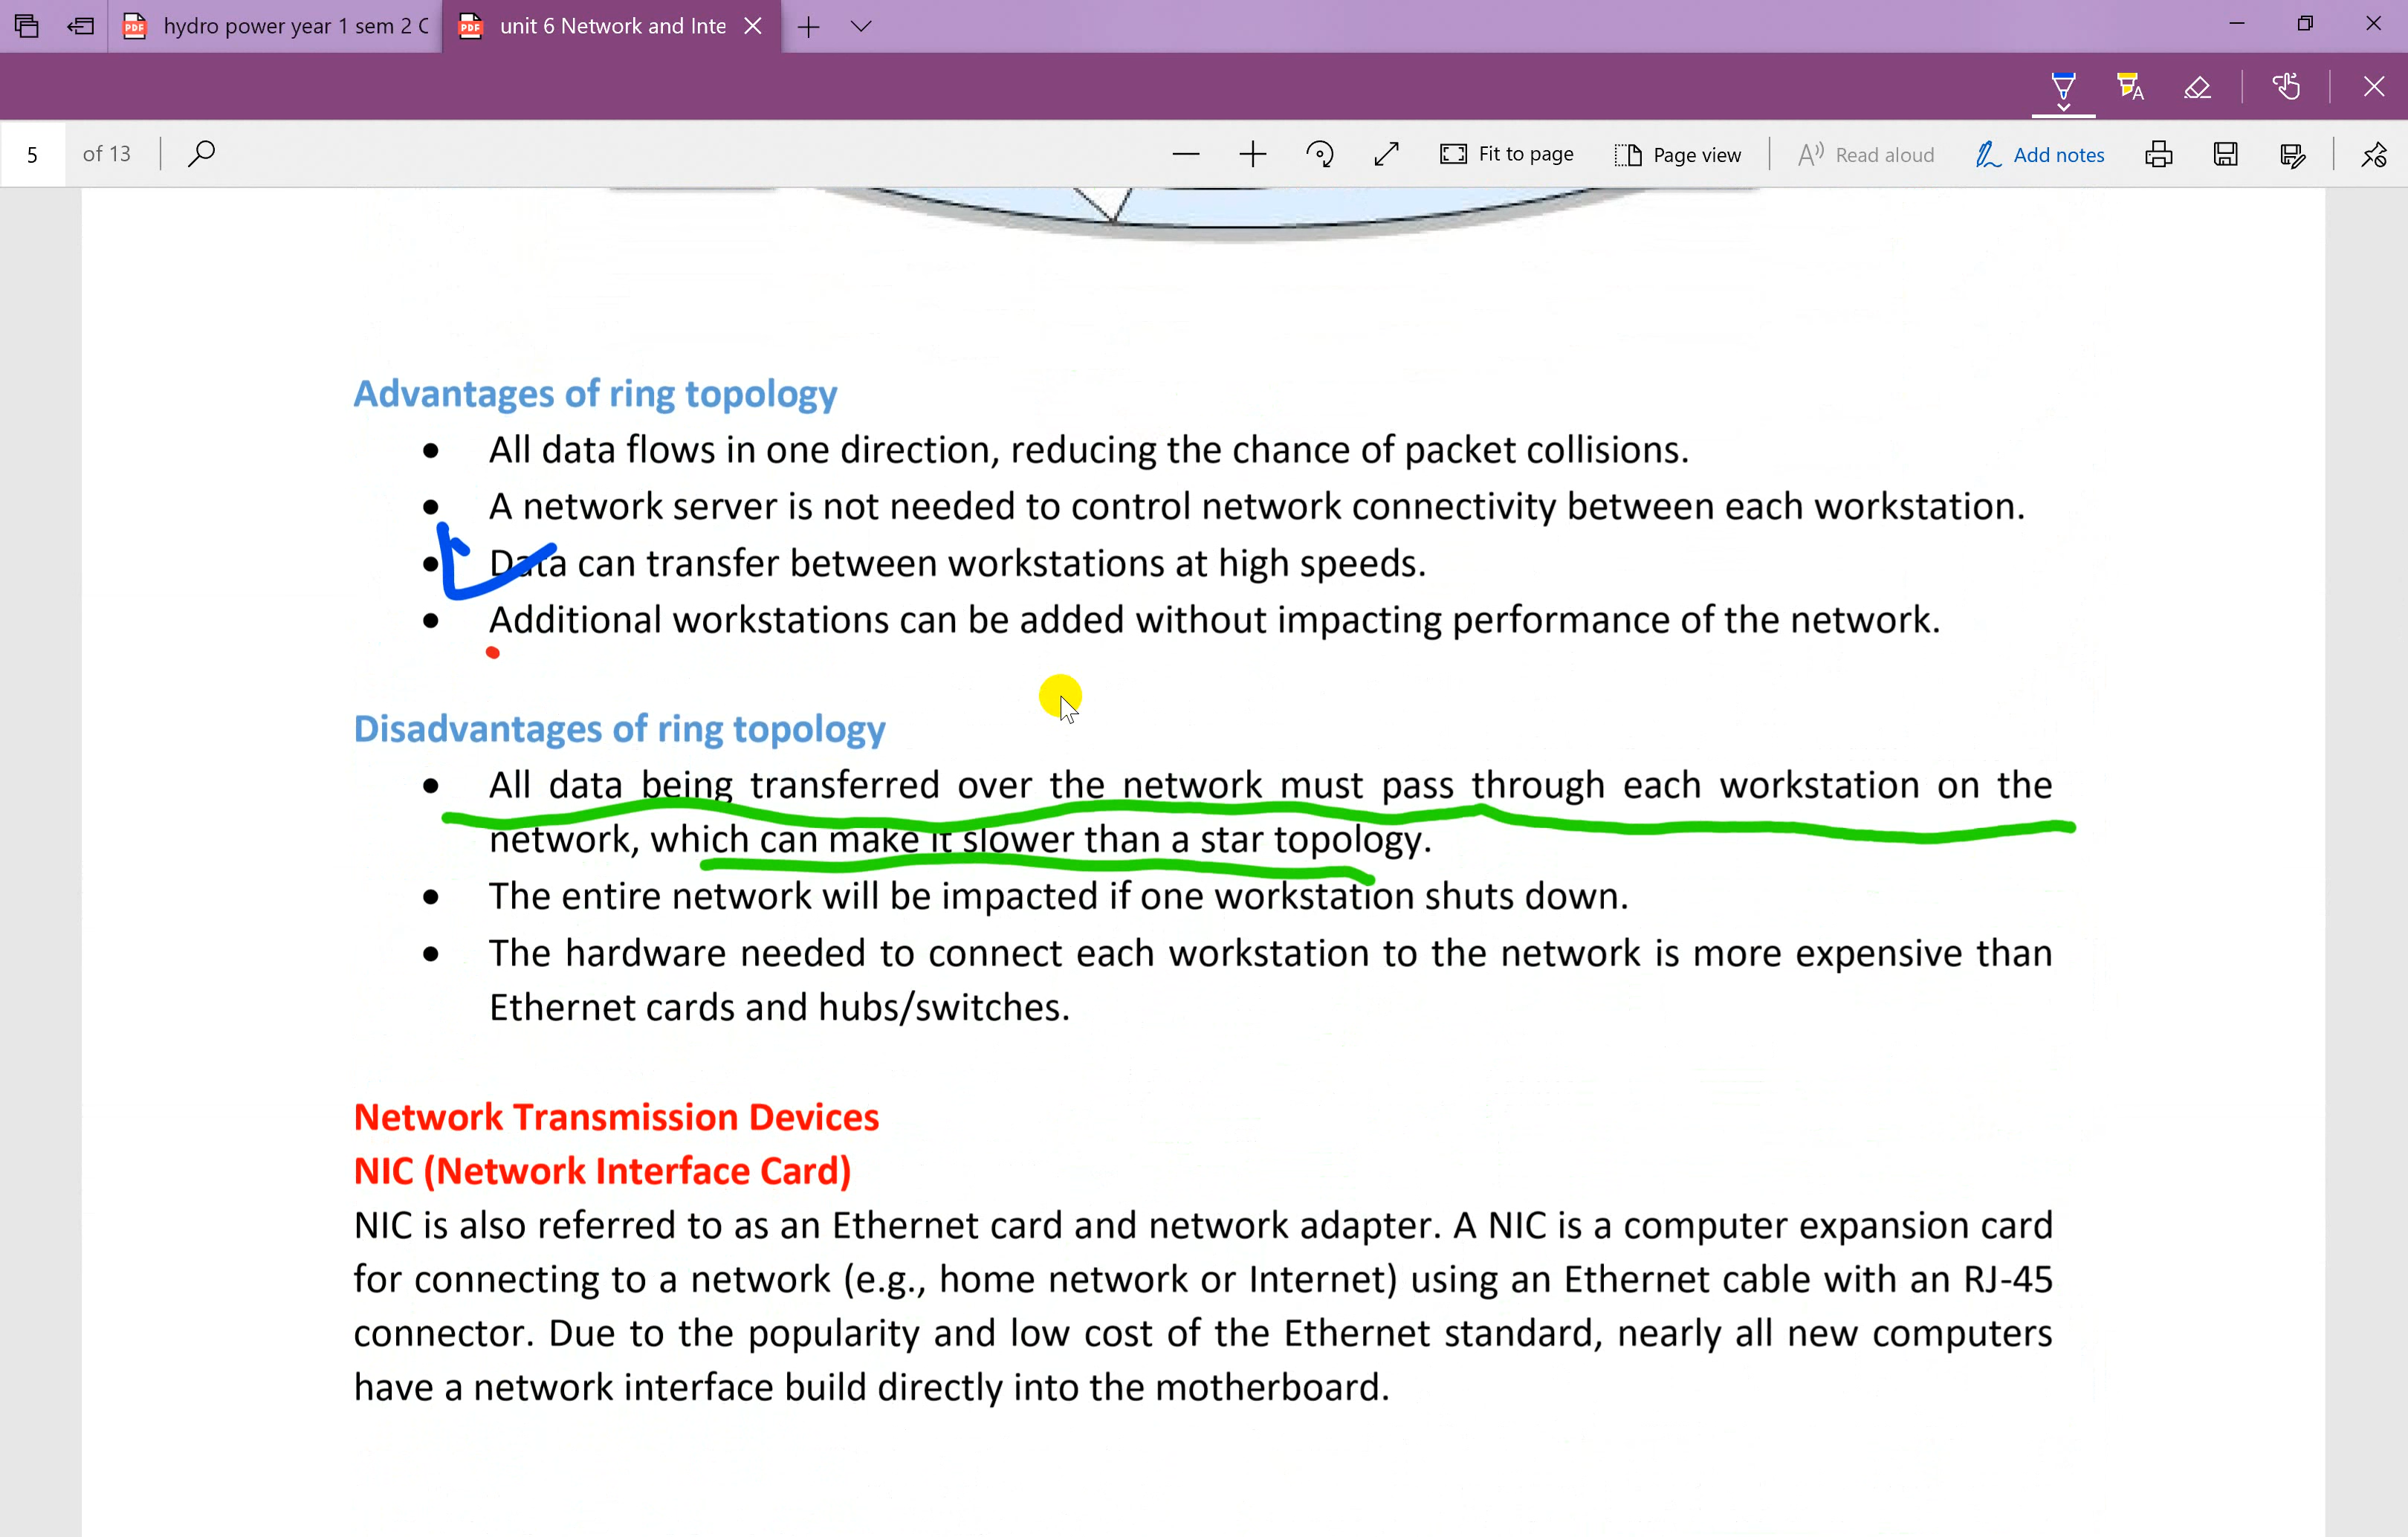 hydro power year 1 sem 2 C
unit 6 Network and Inte
5 of 13
Fit to page
Page view
Read aloud
Add notes
Advantages of ring topology
• All data flows in one direction, reducing the chance of packet collisions.
• A network server is not needed to control network connectivity between each workstation.
• Data can transfer between workstations at high speeds.
• Additional workstations can be added without impacting performance of the network.
Disadvantages of ring topology
• All data being transferred over the network must pass through each workstation on the
network, which can make it slower than a star topology.
• The entire network will be impacted if one workstation shuts down.
• The hardware needed to connect each workstation to the network is more expensive than
Ethernet cards and hubs/switches.
Network Transmission Devices
NIC (Network Interface Card)
NIC is also referred to as an Ethernet card and network adapter. A NIC is a computer expansion card
for connecting to a network (e.g., home network or Internet) using an Ethernet cable with an RJ-45
connector. Due to the popularity and low cost of the Ethernet standard, nearly all new computers
have a network interface build directly into the motherboard.